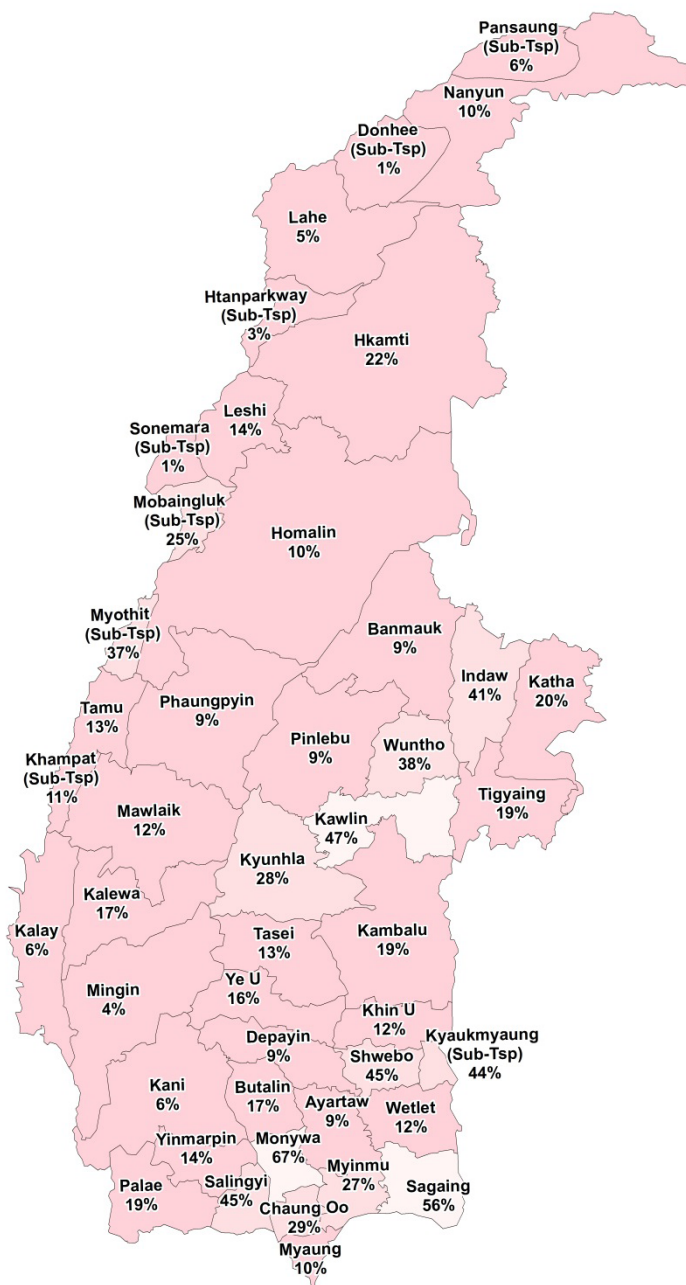 Pansaung
(Sub-Tsp)
6%
Nanyun
10%
Donhee
(Sub-Tsp)
1%
Lahe
5%
Htanparkway
(Sub-Tsp)
3%
Hkamti
22%
Leshi
14%
Sonemara
(Sub-Tsp)
1%
Mobaingluk
(Sub-Tsp)
25%
Homalin
10%
Myothit
(Sub-Tsp)
37%
Banmauk
9%
Indaw
41%
Katha
20%
Tamu
13%
Phaungpyin
9%
Pinlebu
9%
Wuntho
38%
Khampat
(Sub-Tsp)
11%
Tigyaing
19%
Mawlaik
12%
Kawlin
47%
Kyunhla
28%
Kalewa
17%
Kalay
6%
Tasei
13%
Kambalu
19%
Mingin
4%
Ye U
16%
Khin U
12%
Kyaukmyaung
(Sub-Tsp)
44%
Depayin
9%
Shwebo
45%
Kani
6%
Butalin
17%
Ayartaw
9%
Wetlet
12%
Yinmarpin
14%
Monywa
67%
Myinmu
27%
Sagaing
56%
Palae
19%
Salingyi
45%
Chaung Oo
29%
Myaung
10%